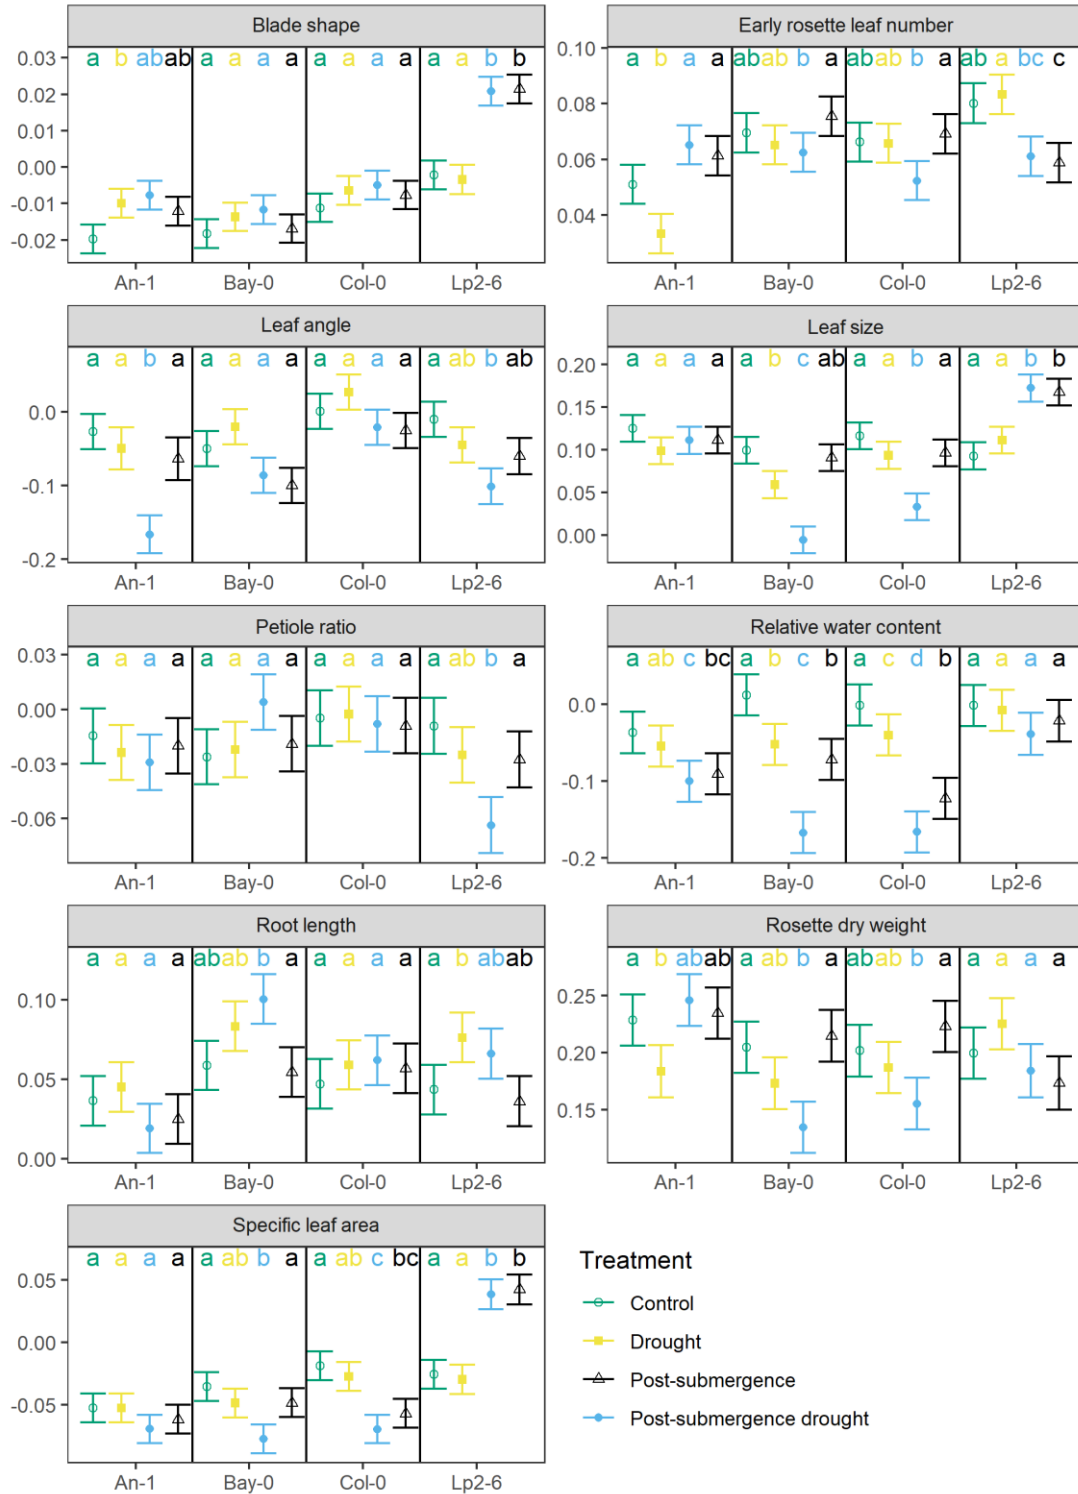 Blade shape
0.03
0.02
0.01
0.00
-0.01
-0.02
a b ab ab a a a a a a a a a a b b
An-1 Bay-0 Col-0 Lp2-6
Early rosette leaf number
0.10
0.08
0.06
0.04
a b a a ab ab b a ab ab b a ab a bc c
An-1 Bay-0 Col-0 Lp2-6
Leaf angle
0.0
-0.1
-0.2
a a b a a a a a a a a a a ab b ab
An-1 Bay-0 Col-0 Lp2-6
Leaf size
0.20
0.15
0.10
0.05
0.00
a a a a a b c ab a a b a a a b b
An-1 Bay-0 Col-0 Lp2-6
Petiole ratio
0.03
0.00
-0.03
-0.06
a a a a a a a a a a a a a ab b a
An-1 Bay-0 Col-0 Lp2-6
Relative water content
0.0
-0.1
-0.2
a ab c bc a b c b a c d b a a a a
An-1 Bay-0 Col-0 Lp2-6
Root length
0.10
0.05
0.00
a a a a ab ab b a a a a a a b ab ab
An-1 Bay-0 Col-0 Lp2-6
Rosette dry weight
0.25
0.20
0.15
a b ab ab a ab b a ab ab b a a a a a
An-1 Bay-0 Col-0 Lp2-6
Specific leaf area
0.05
0.00
-0.05
a a a a a ab b a a ab c bc a a b b
An-1 Bay-0 Col-0 Lp2-6
Treatment
Control
Drought
Post-submergence
Post-submergence drought